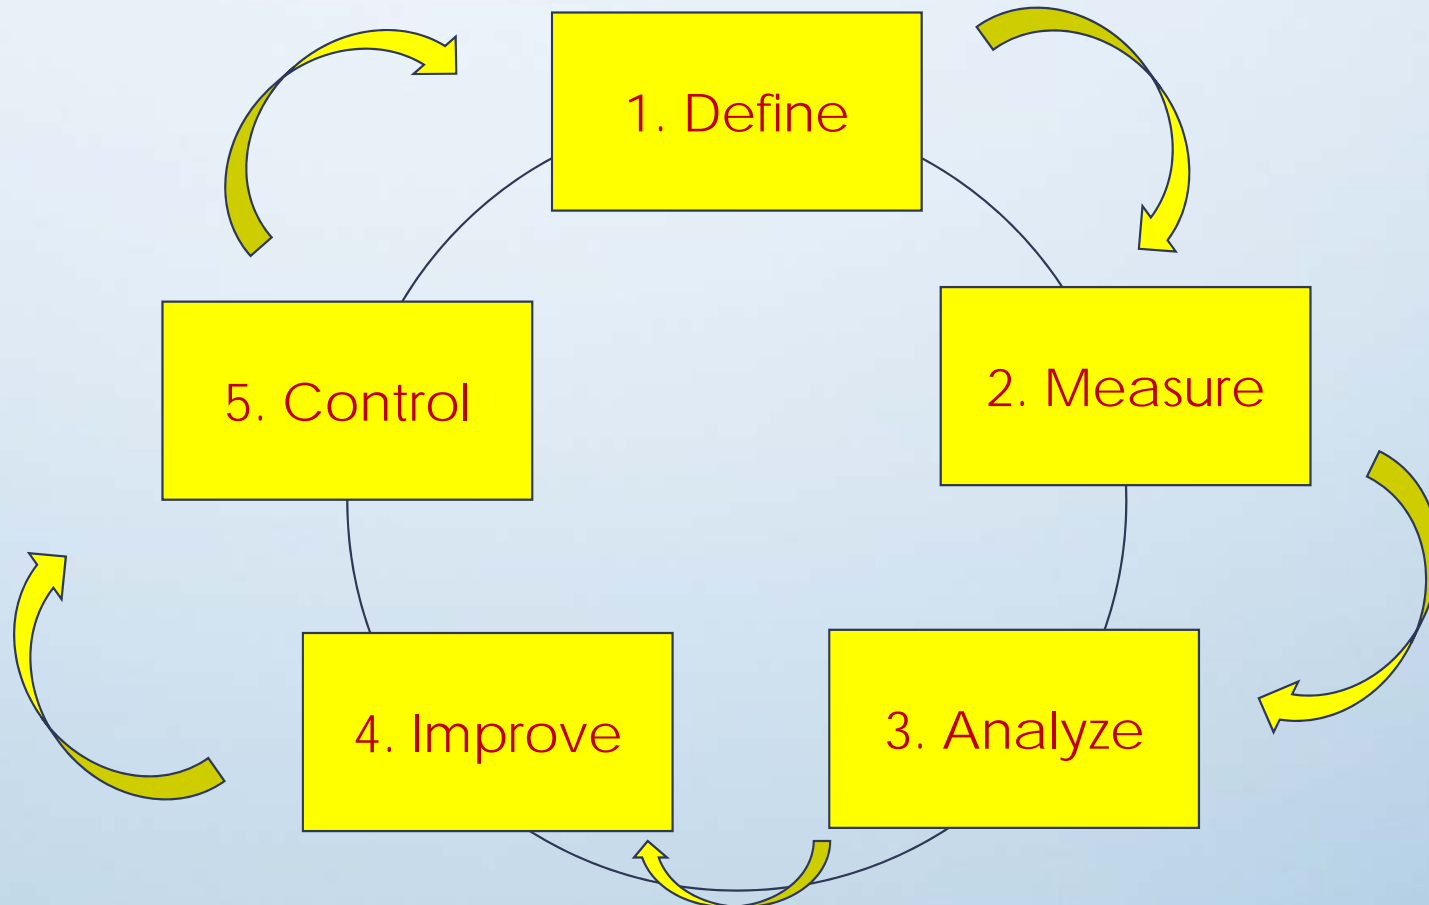 1. Define
2. Measure
3. Analyze
4. Improve
5. Control